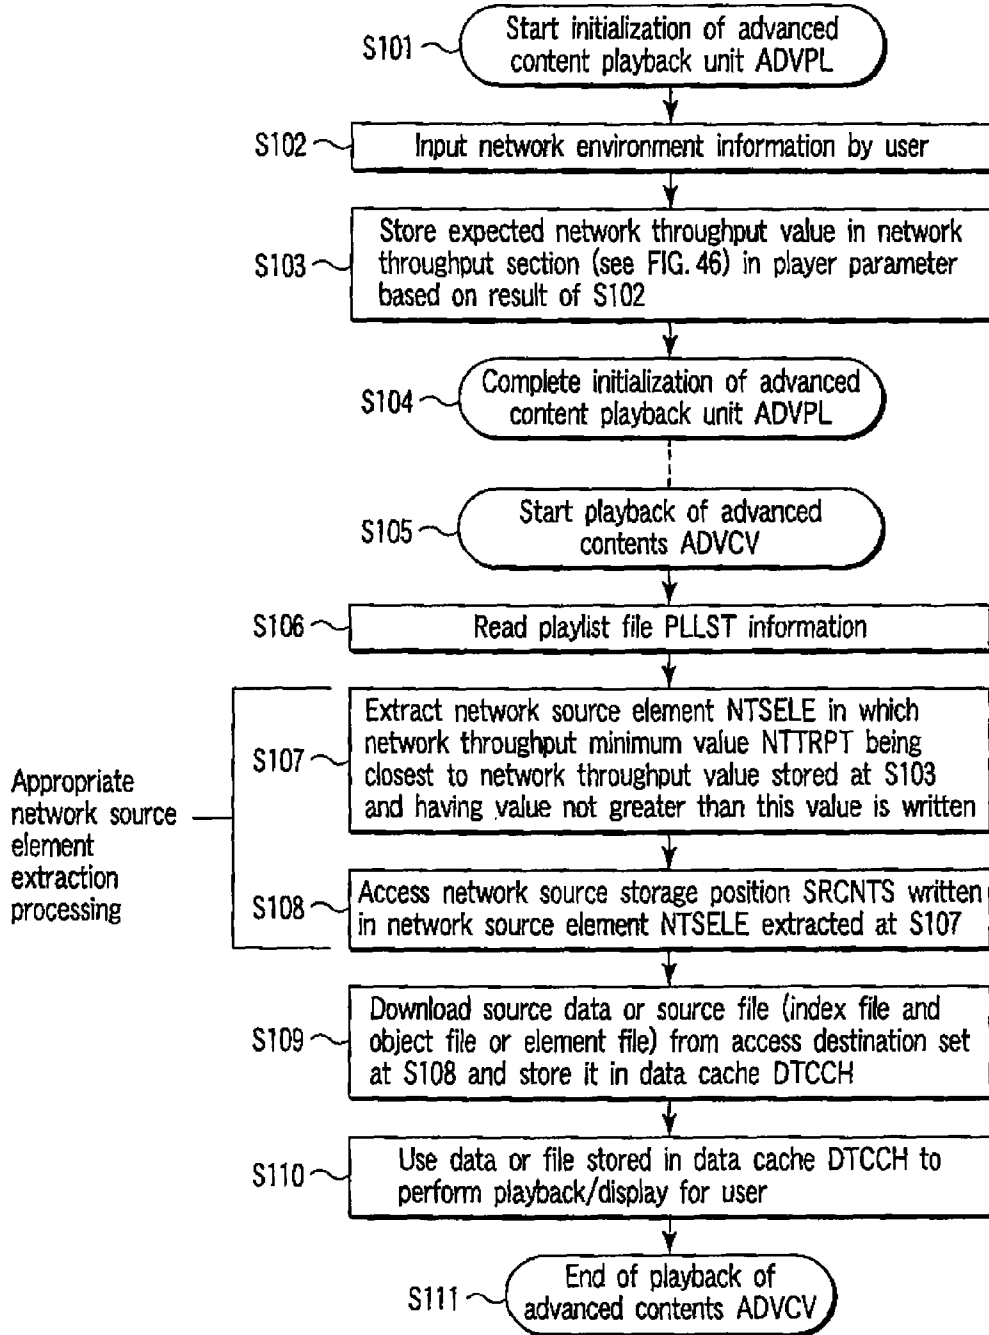 S101
Start initialization of advanced
content playback unit ADVPL
S102
Input network environment information by user
S103
Store expected network throughput value in network
throughput section (see FIG. 46) in player parameter
based on result of S102
S104
Complete initialization of advanced
content playback unit ADVPL
S105
Start playback of advanced
contents ADVCV
S106
Read playlist file PLLST information
Appropriate
network source
element
extraction
processing
S107
Extract network source element NTSELE in which
network throughput minimum value NTTRPT being
closest to network throughput value stored at S103
and having value not greater than this value is written
S108
Access network source storage position SRCNTS written
in network source element NTSELE extracted at S107
S109
Download source data or source file (index file and
object file or element file) from access destination set
at S108 and store it in data cache DTCCH
S110
Use data or file stored in data cache DTCCH to
perform playback/display for user
S111
End of playback of
advanced contents ADVCV